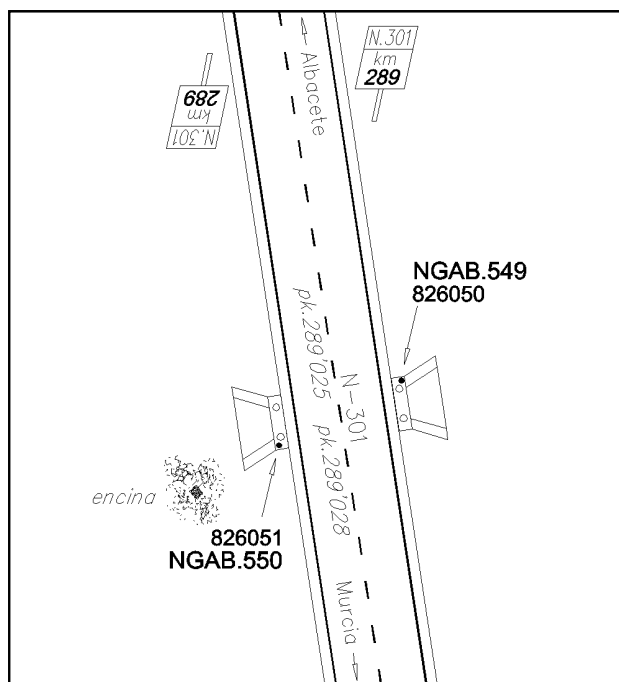 N.301
km
289
N.301
km
289
← Albacete
NGAB.549
826050
pk.289'025
N-301
pk.289'028
encina
826051
NGAB.550
Murcia →